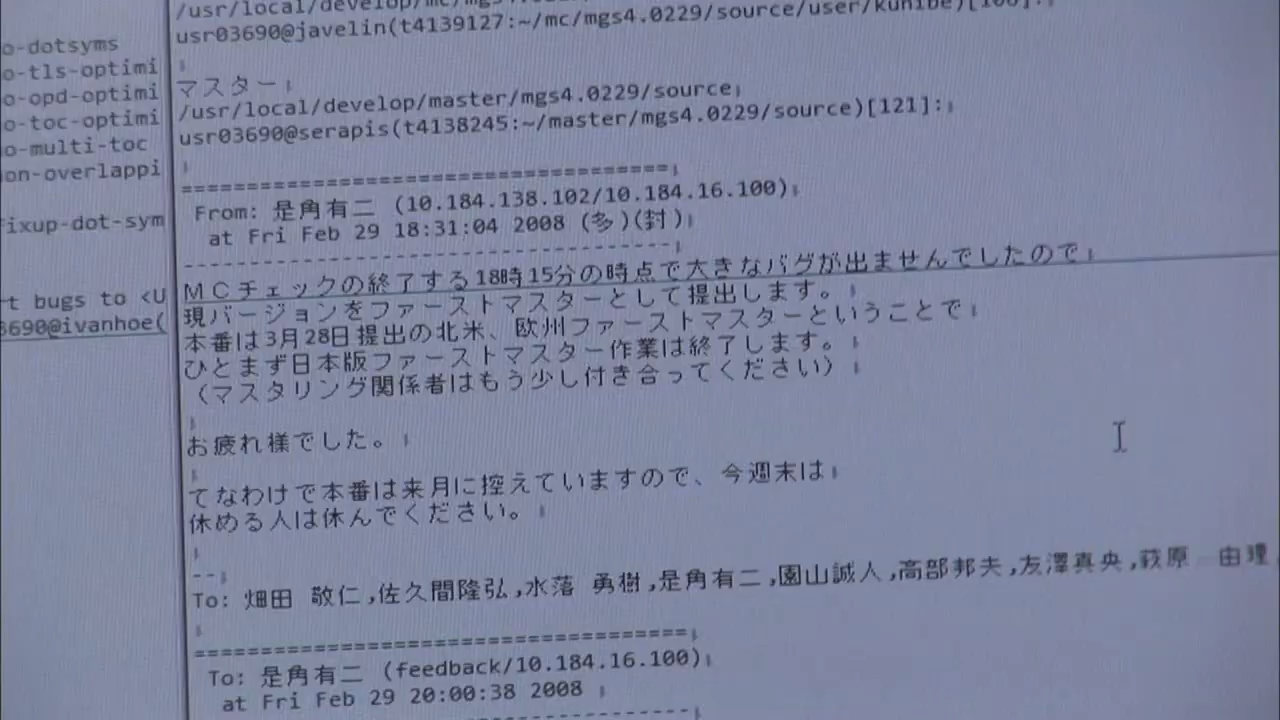 o-dotsyms
o-tls-optimi
o-opd-optimi
o-toc-optimi
o-multi-toc
on-overlappi
fixup-dot-sym
rt bugs to <U
3690@ivanhoe(
usr03690@javelin(t4139127:~/mc/mgs4.0229/source/user/kunibe)[106]:
マスター
/usr/local/develop/master/mgs4.0229/source
usr03690@serapis(t4138245:~/master/mgs4.0229/source)[121]:
=====================================
From: 是角有二 (10.184.138.102/10.184.16.100)
at Fri Feb 29 18:31:04 2008 (多)(封)
-------------------------------------
ＭＣチェックの終了する18時15分の時点で大きなバグが出ませんでしたので
現バージョンをファーストマスターとして提出します。
本番は3月28日提出の北米、欧州ファーストマスターということで
ひとまず日本版ファーストマスター作業は終了します。
（マスタリング関係者はもう少し付き合ってください）
お疲れ様でした。
てなわけで本番は来月に控えていますので、今週末は
休める人は休んでください。
--
To: 畑田 敬仁,佐久間隆弘,水落 勇樹,是角有二,園山誠人,高部邦夫,友澤真央,萩原 由理
=====================================
To: 是角有二 (feedback/10.184.16.100)
at Fri Feb 29 20:00:38 2008